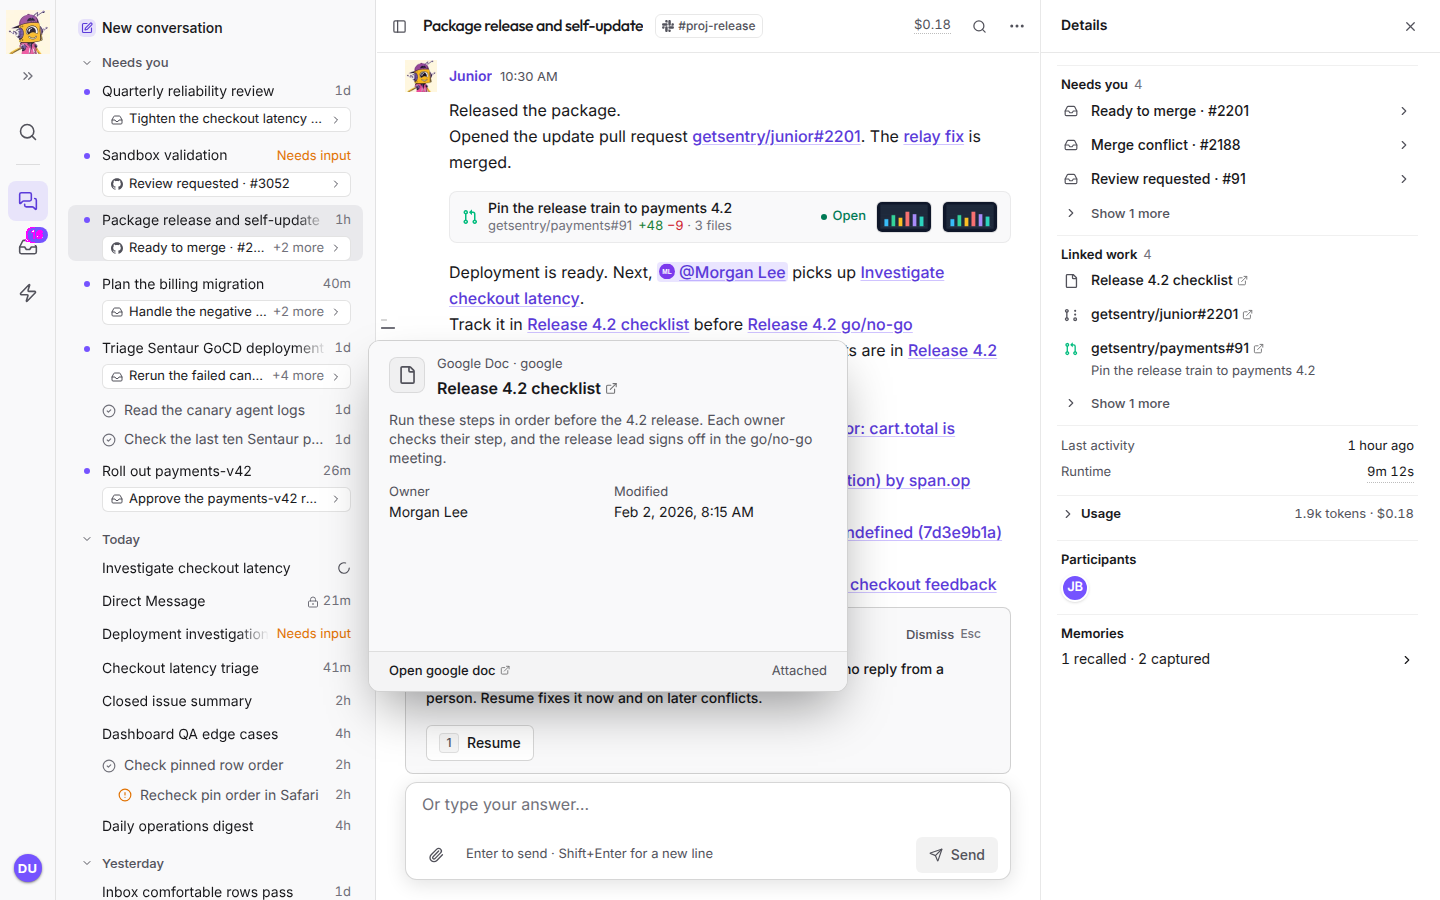 New conversation
Needs you
Quarterly reliability review 1d
Tighten the checkout latency ...
Sandbox validation Needs input
Review requested · #3052
Package release and self-update 1h
Ready to merge · #2... +2 more
Plan the billing migration 40m
Handle the negative ... +2 more
Triage Sentaur GoCD deployment 1d
Rerun the failed can... +4 more
Read the canary agent logs 1d
Check the last ten Sentaur p... 1d
Roll out payments-v42 26m
Approve the payments-v42 r...
Today
Investigate checkout latency
Direct Message 21m
Deployment investigation Needs input
Checkout latency triage 41m
Closed issue summary 2h
Dashboard QA edge cases 4h
Check pinned row order 2h
Recheck pin order in Safari 2h
Daily operations digest 4h
Yesterday
Inbox comfortable rows pass 1d
DU
Package release and self-update #proj-release $0.18
Junior 10:30 AM
Released the package.
Opened the update pull request getsentry/junior#2201. The relay fix is
merged.
Pin the release train to payments 4.2
getsentry/payments#91 +48 −9 · 3 files
Open
Deployment is ready. Next, ML @Morgan Lee picks up Investigate
checkout latency.
Track it in Release 4.2 checklist before Release 4.2 go/no-go
s are in Release 4.2
or: cart.total is
tion) by span.op
ndefined (7d3e9b1a)
checkout feedback
Google Doc · google
Release 4.2 checklist
Run these steps in order before the 4.2 release. Each owner
checks their step, and the release lead signs off in the go/no-go
meeting.
Owner Modified
Morgan Lee Feb 2, 2026, 8:15 AM
Open google doc Attached
Dismiss Esc
no reply from a
person. Resume fixes it now and on later conflicts.
1 Resume
Or type your answer...
Enter to send · Shift+Enter for a new line
Send
Details
Needs you 4
Ready to merge · #2201
Merge conflict · #2188
Review requested · #91
Show 1 more
Linked work 4
Release 4.2 checklist
getsentry/junior#2201
getsentry/payments#91
Pin the release train to payments 4.2
Show 1 more
Last activity 1 hour ago
Runtime 9m 12s
Usage 1.9k tokens · $0.18
Participants
JB
Memories
1 recalled · 2 captured